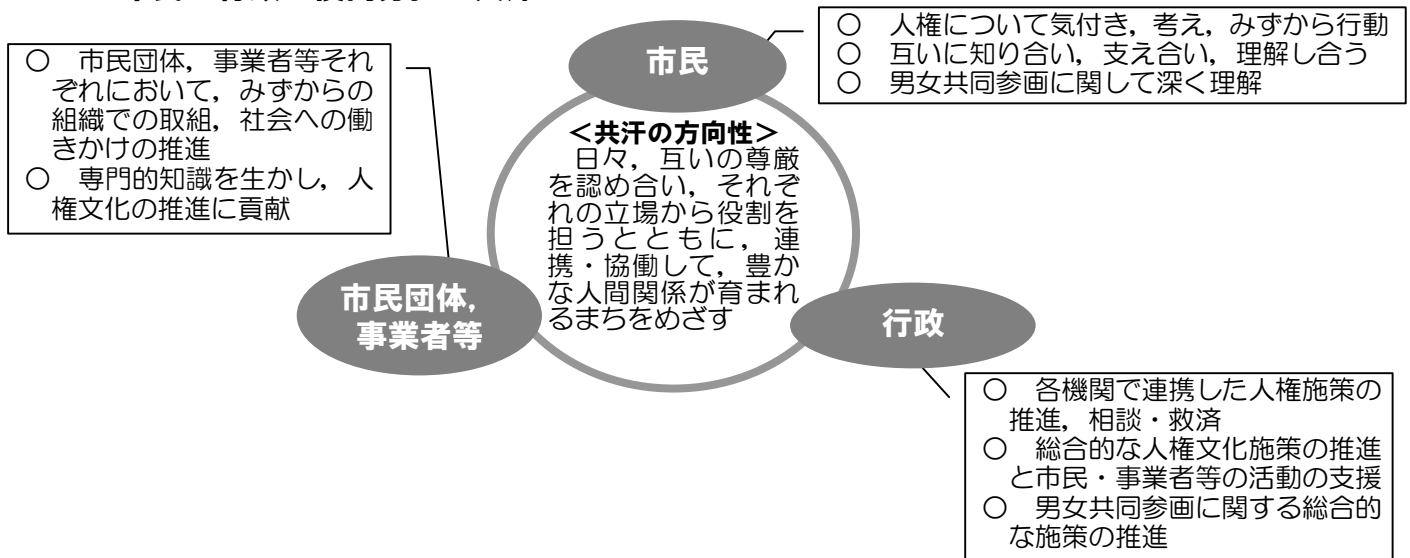 市民
○　人権について気付き，考え，みずから行動
○　互いに知り合い，支え合い，理解し合う
○　男女共同参画に関して深く理解
○　市民団体，事業者等それ
ぞれにおいて，みずからの
組織での取組，社会への働
きかけの推進
○　専門的知識を生かし，人
権文化の推進に貢献
＜共汗の方向性＞
日々，互いの尊厳
を認め合い，それぞ
れの立場から役割を
担うとともに，連
携・協働して，豊か
な人間関係が育まれ
るまちをめざす
市民団体，
事業者等
行政
○　各機関で連携した人権施策の
推進，相談・救済
○　総合的な人権文化施策の推進
と市民・事業者等の活動の支援
○　男女共同参画に関する総合的
な施策の推進